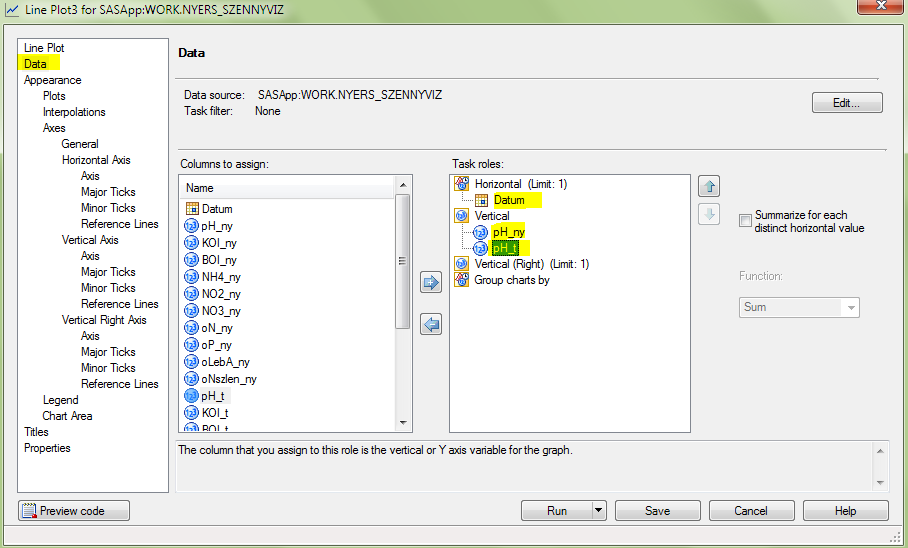 Line Plot3 for SASApp:WORK.NYERS_SZENNYVIZ
Line Plot
Data
Appearance
Plots
Interpolations
Axes
General
Horizontal Axis
Axis
Major Ticks
Minor Ticks
Reference Lines
Vertical Axis
Axis
Major Ticks
Minor Ticks
Reference Lines
Vertical Right Axis
Axis
Major Ticks
Minor Ticks
Reference Lines
Legend
Chart Area
Titles
Properties
Data
Data source: SASApp:WORK.NYERS_SZENNYVIZ
Task filter: None
Edit...
Columns to assign:
Name
Datum
pH_ny
KOI_ny
BOI_ny
NH4_ny
NO2_ny
NO3_ny
oN_ny
oP_ny
oLebA_ny
oNszlen_ny
pH_t
KOI_t
BOI_t
Task roles:
Horizontal (Limit: 1)
Datum
Vertical
pH_ny
pH_t
Vertical (Right) (Limit: 1)
Group charts by
Summarize for each
distinct horizontal value
Function:
Sum
The column that you assign to this role is the vertical or Y axis variable for the graph.
Preview code
Run
Save
Cancel
Help